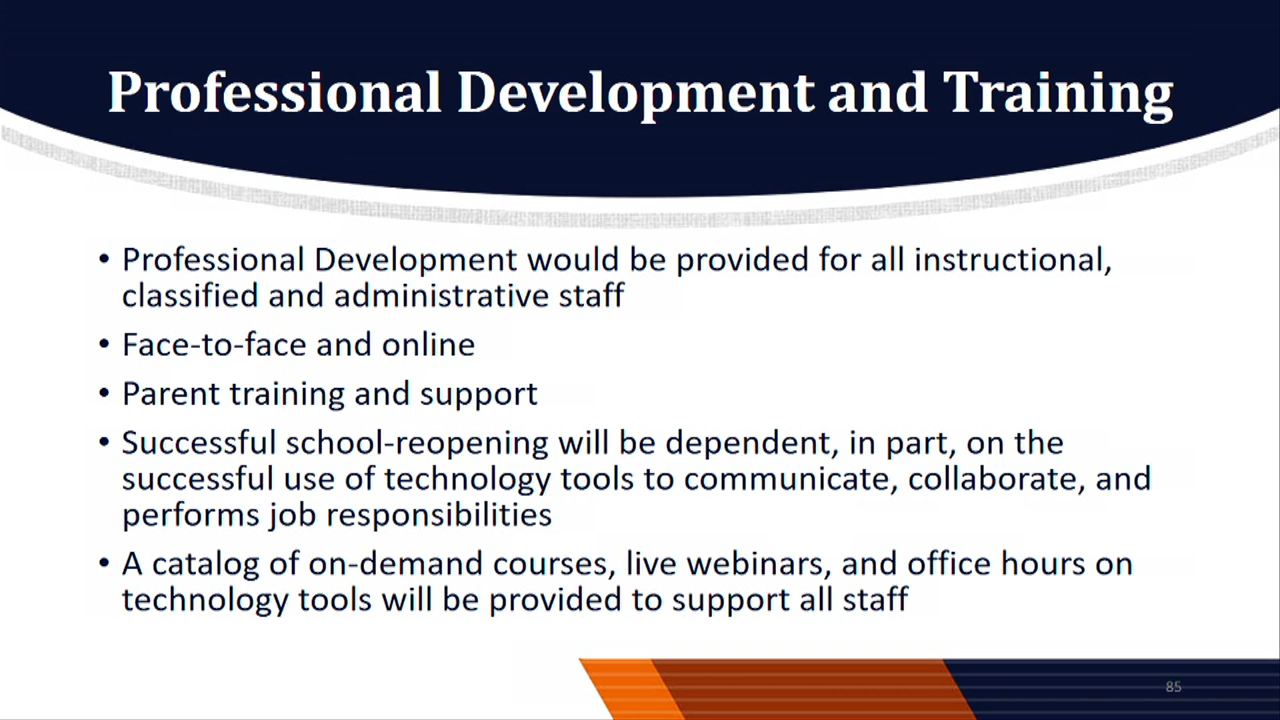 Professional Development and Training
• Professional Development would be provided for all instructional,
classified and administrative staff
• Face-to-face and online
• Parent training and support
• Successful school-reopening will be dependent, in part, on the
successful use of technology tools to communicate, collaborate, and
performs job responsibilities
• A catalog of on-demand courses, live webinars, and office hours on
technology tools will be provided to support all staff
85